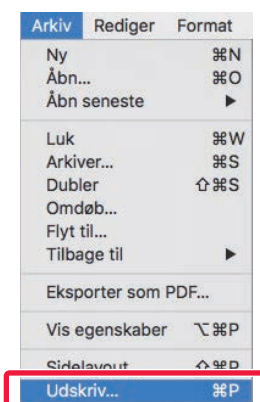 Arkiv Rediger Format
Ny ⌘N
Åbn... ⌘O
Åbn seneste ▶
Luk ⌘W
Arkiver... ⌘S
Dubler ⇧⌘S
Omdøb...
Flyt til...
Tilbage til ▶
Eksporter som PDF...
Vis egenskaber ⌥⌘P
Sidelayout ⇧⌘P
Udskriv... ⌘P